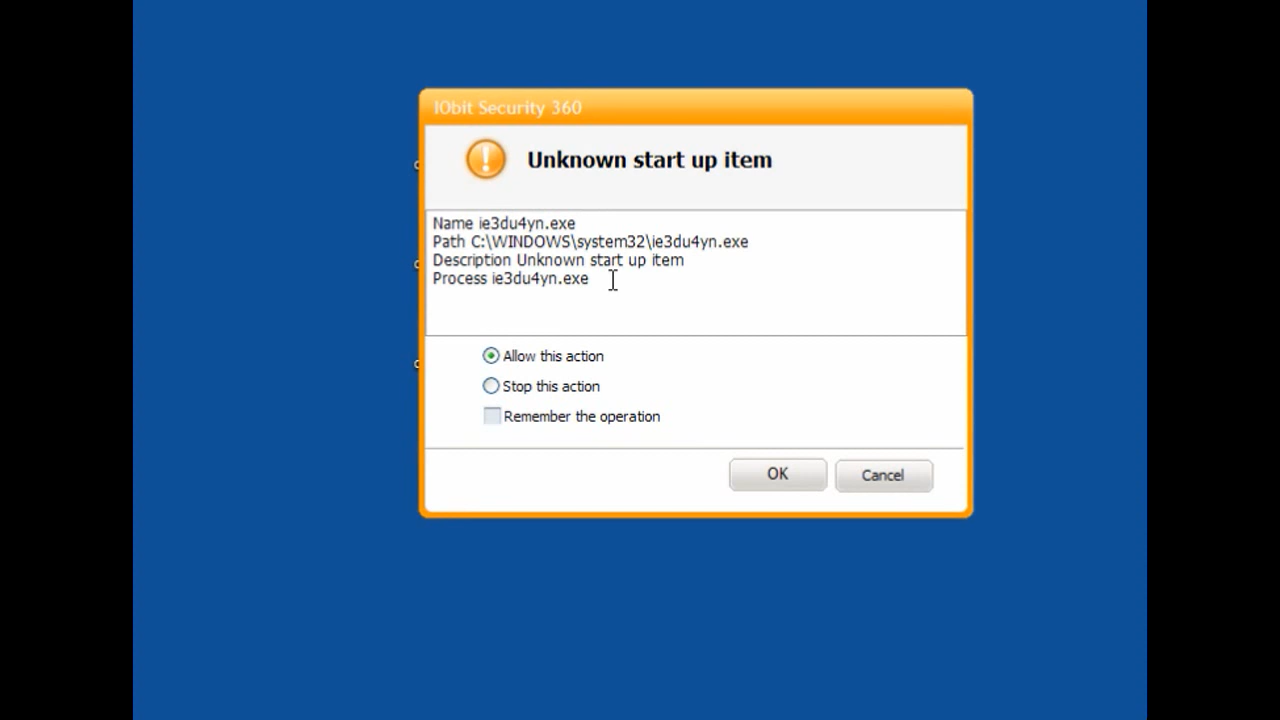 IObit Security 360
Unknown start up item
Name ie3du4yn.exe
Path C:\WINDOWS\system32\ie3du4yn.exe
Description Unknown start up item
Process ie3du4yn.exe
Allow this action
Stop this action
Remember the operation
OK
Cancel